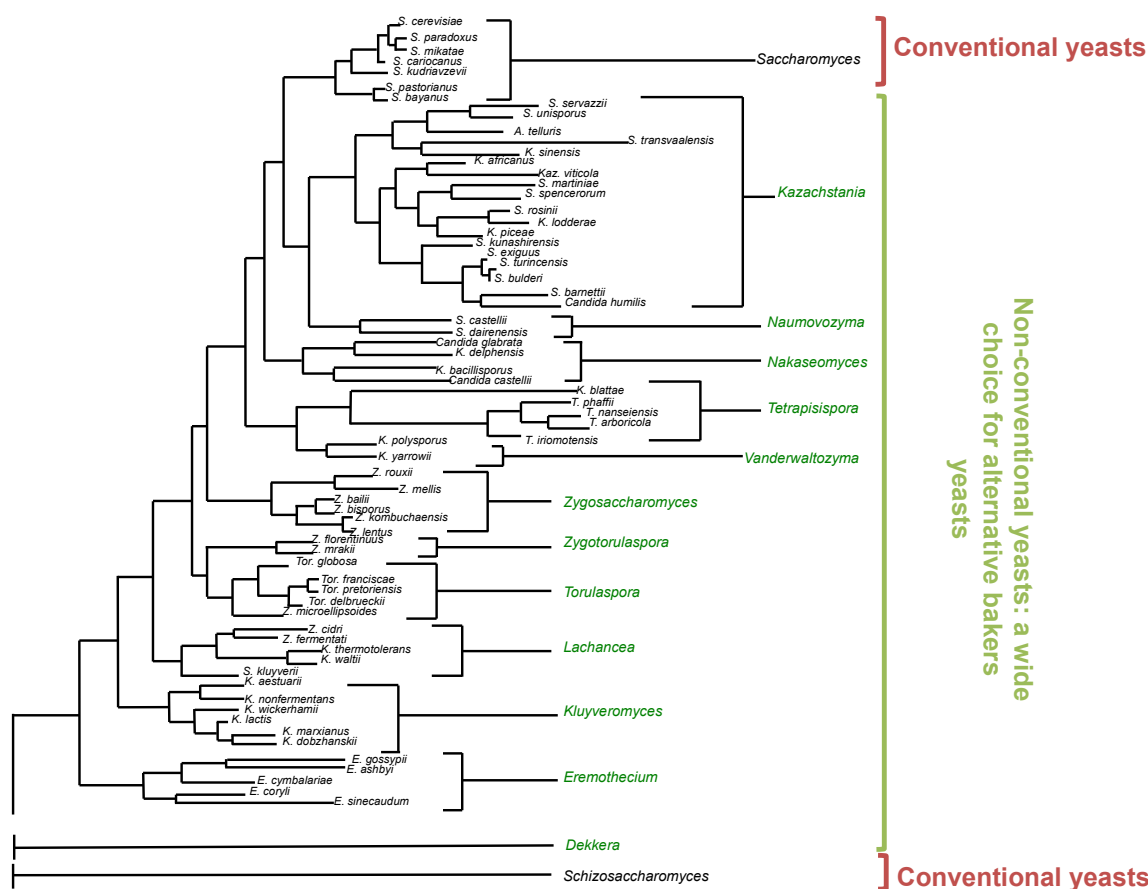 S. cerevisiae
S. paradoxus
S. mikatae
S. cariocanus
S. kudriavzevii
S. pastorianus
S. bayanus
Saccharomyces
Conventional yeasts
S. servazzii
S. unisporus
A. telluris
S. transvaalensis
K. sinensis
K. africanus
Kaz. viticola
S. martiniae
S. spencerorum
S. rosinii
K. lodderae
K. piceae
S. kunashirensis
S. exiguus
S. turincensis
S. bulderi
S. barnettii
Candida humilis
Kazachstania
S. castellii
S. dairenensis
Naumovozyma
Candida glabrata
K. delphensis
K. bacillisporus
Candida castellii
Nakaseomyces
K. blattae
T. phaffii
T. nanseiensis
T. arboricola
T. iriomotensis
Tetrapisispora
K. polysporus
K. yarrowii
Vanderwaltozyma
Z. rouxii
Z. mellis
Z. bailii
Z. bisporus
Z. kombuchaensis
Z. lentus
Zygosaccharomyces
Z. florentinuus
Z. mrakii
Zygotorulaspora
Tor. globosa
Tor. franciscae
Tor. pretoriensis
Tor. delbrueckii
Z. microellipsoides
Torulaspora
Z. cidri
Z. fermentati
K. thermotolerans
K. waltii
S. kluyverii
Lachancea
K. aestuarii
K. nonfermentans
K. wickerhamii
K. lactis
K. marxianus
K. dobzhanskii
Kluyveromyces
E. gossypii
E. ashbyi
E. cymbalariae
E. coryli
E. sinecaudum
Eremothecium
Dekkera
Non-conventional yeasts: a wide
choice for alternative bakers
yeasts
Schizosaccharomyces
Conventional yeasts